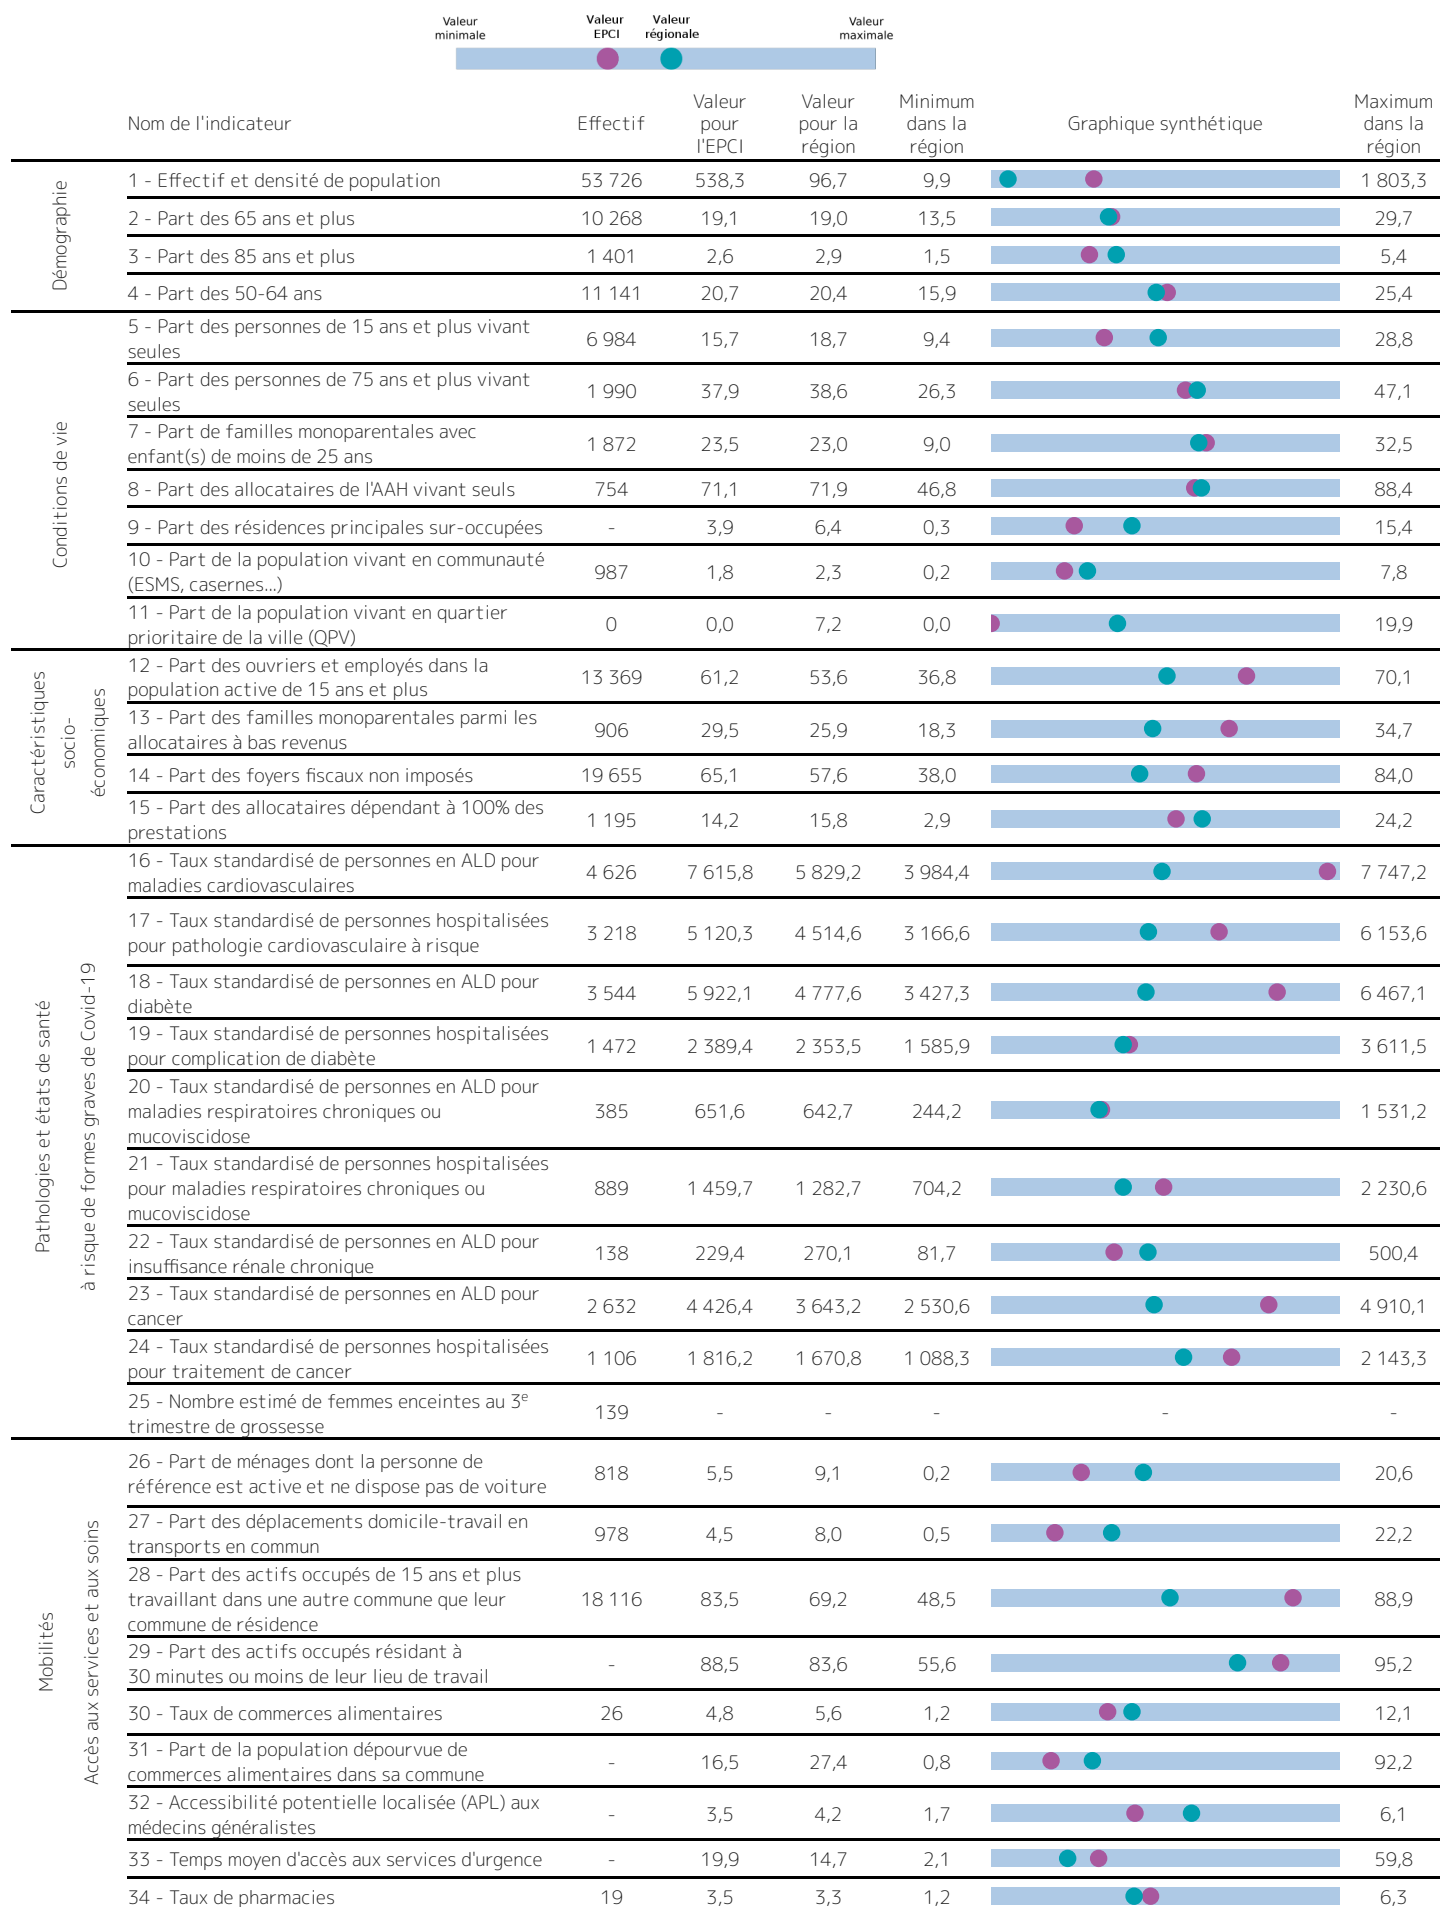 Valeur minimale
Valeur EPCI
Valeur régionale
Valeur maximale
Nom de l'indicateur
Effectif
Valeur pour l'EPCI
Valeur pour la région
Minimum dans la région
Graphique synthétique
Maximum dans la région
Démographie
1 - Effectif et densité de population 53 726 538,3 96,7 9,9 1 803,3
2 - Part des 65 ans et plus 10 268 19,1 19,0 13,5 29,7
3 - Part des 85 ans et plus 1 401 2,6 2,9 1,5 5,4
4 - Part des 50-64 ans 11 141 20,7 20,4 15,9 25,4
Conditions de vie
5 - Part des personnes de 15 ans et plus vivant
seules 6 984 15,7 18,7 9,4 28,8
6 - Part des personnes de 75 ans et plus vivant
seules 1 990 37,9 38,6 26,3 47,1
7 - Part de familles monoparentales avec
enfant(s) de moins de 25 ans 1 872 23,5 23,0 9,0 32,5
8 - Part des allocataires de l'AAH vivant seuls 754 71,1 71,9 46,8 88,4
9 - Part des résidences principales sur-occupées - 3,9 6,4 0,3 15,4
10 - Part de la population vivant en communauté
(ESMS, casernes...) 987 1,8 2,3 0,2 7,8
11 - Part de la population vivant en quartier
prioritaire de la ville (QPV) 0 0,0 7,2 0,0 19,9
Caractéristiques
socio-
économiques
12 - Part des ouvriers et employés dans la
population active de 15 ans et plus 13 369 61,2 53,6 36,8 70,1
13 - Part des familles monoparentales parmi les
allocataires à bas revenus 906 29,5 25,9 18,3 34,7
14 - Part des foyers fiscaux non imposés 19 655 65,1 57,6 38,0 84,0
15 - Part des allocataires dépendant à 100% des
prestations 1 195 14,2 15,8 2,9 24,2
Pathologies et états de santé
à risque de formes graves de Covid-19
16 - Taux standardisé de personnes en ALD pour
maladies cardiovasculaires 4 626 7 615,8 5 829,2 3 984,4 7 747,2
17 - Taux standardisé de personnes hospitalisées
pour pathologie cardiovasculaire à risque 3 218 5 120,3 4 514,6 3 166,6 6 153,6
18 - Taux standardisé de personnes en ALD pour
diabète 3 544 5 922,1 4 777,6 3 427,3 6 467,1
19 - Taux standardisé de personnes hospitalisées
pour complication de diabète 1 472 2 389,4 2 353,5 1 585,9 3 611,5
20 - Taux standardisé de personnes en ALD pour
maladies respiratoires chroniques ou 385 651,6 642,7 244,2 1 531,2
mucoviscidose
21 - Taux standardisé de personnes hospitalisées
pour maladies respiratoires chroniques ou 889 1 459,7 1 282,7 704,2 2 230,6
mucoviscidose
22 - Taux standardisé de personnes en ALD pour
insuffisance rénale chronique 138 229,4 270,1 81,7 500,4
23 - Taux standardisé de personnes en ALD pour
cancer 2 632 4 426,4 3 643,2 2 530,6 4 910,1
24 - Taux standardisé de personnes hospitalisées
pour traitement de cancer 1 106 1 816,2 1 670,8 1 088,3 2 143,3
25 - Nombre estimé de femmes enceintes au 3e
trimestre de grossesse 139 - - - - -
Mobilités
Accès aux services et aux soins
26 - Part de ménages dont la personne de
référence est active et ne dispose pas de voiture 818 5,5 9,1 0,2 20,6
27 - Part des déplacements domicile-travail en
transports en commun 978 4,5 8,0 0,5 22,2
28 - Part des actifs occupés de 15 ans et plus
travaillant dans une autre commune que leur 18 116 83,5 69,2 48,5 88,9
commune de résidence
29 - Part des actifs occupés résidant à
30 minutes ou moins de leur lieu de travail - 88,5 83,6 55,6 95,2
30 - Taux de commerces alimentaires 26 4,8 5,6 1,2 12,1
31 - Part de la population dépourvue de
commerces alimentaires dans sa commune - 16,5 27,4 0,8 92,2
32 - Accessibilité potentielle localisée (APL) aux
médecins généralistes - 3,5 4,2 1,7 6,1
33 - Temps moyen d'accès aux services d'urgence - 19,9 14,7 2,1 59,8
34 - Taux de pharmacies 19 3,5 3,3 1,2 6,3